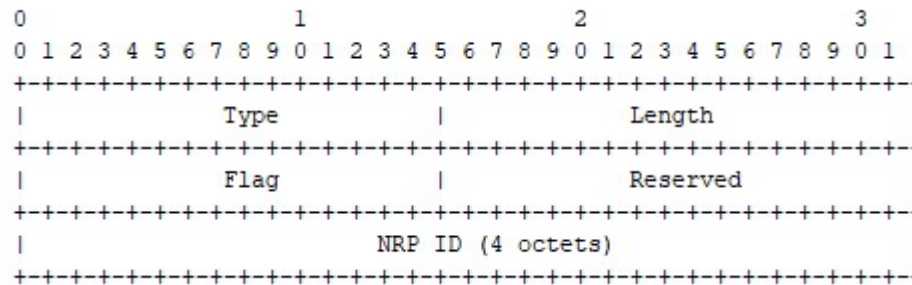 0                   1                   2                   3
0 1 2 3 4 5 6 7 8 9 0 1 2 3 4 5 6 7 8 9 0 1 2 3 4 5 6 7 8 9 0 1
+-+-+-+-+-+-+-+-+-+-+-+-+-+-+-+-+-+-+-+-+-+-+-+-+-+-+-+-+-+-+-+-
|              Type             |             Length
+-+-+-+-+-+-+-+-+-+-+-+-+-+-+-+-+-+-+-+-+-+-+-+-+-+-+-+-+-+-+-+-
|              Flag             |             Reserved
+-+-+-+-+-+-+-+-+-+-+-+-+-+-+-+-+-+-+-+-+-+-+-+-+-+-+-+-+-+-+-+-
|                         NRP ID (4 octets)
+-+-+-+-+-+-+-+-+-+-+-+-+-+-+-+-+-+-+-+-+-+-+-+-+-+-+-+-+-+-+-+-